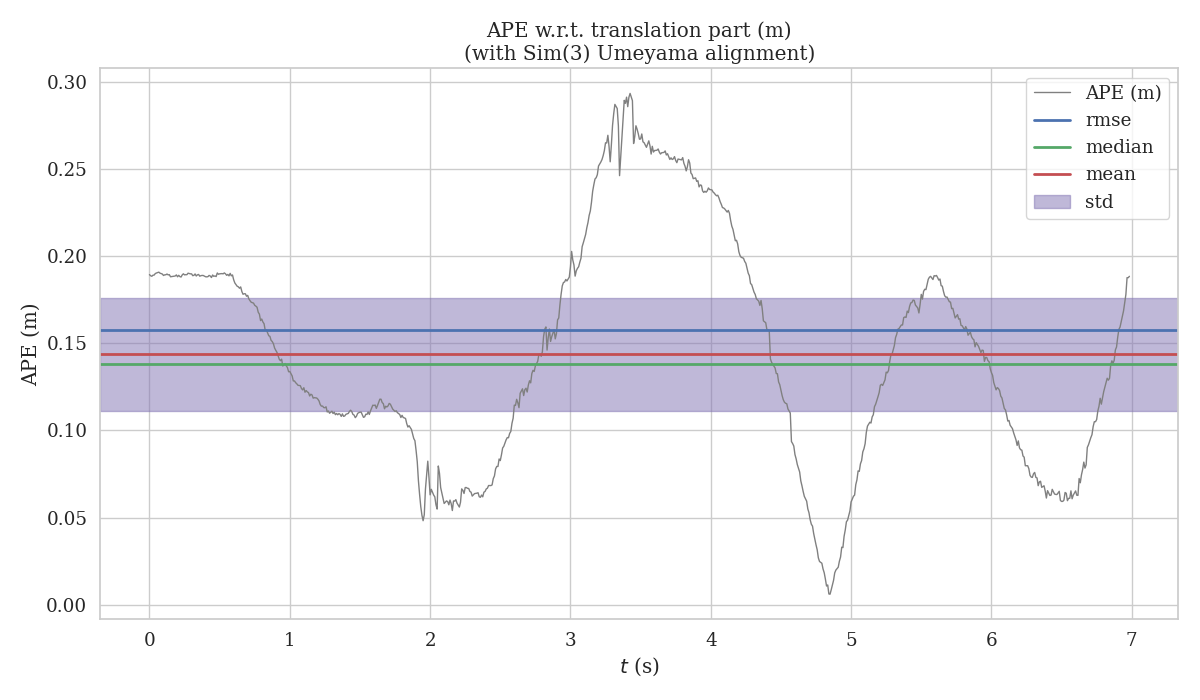 APE w.r.t. translation part (m)
(with Sim(3) Umeyama alignment)
APE (m)
rmse
median
mean
std
0.30
0.25
0.20
0.15
0.10
0.05
0.00
APE (m)
0 1 2 3 4 5 6 7
t (s)